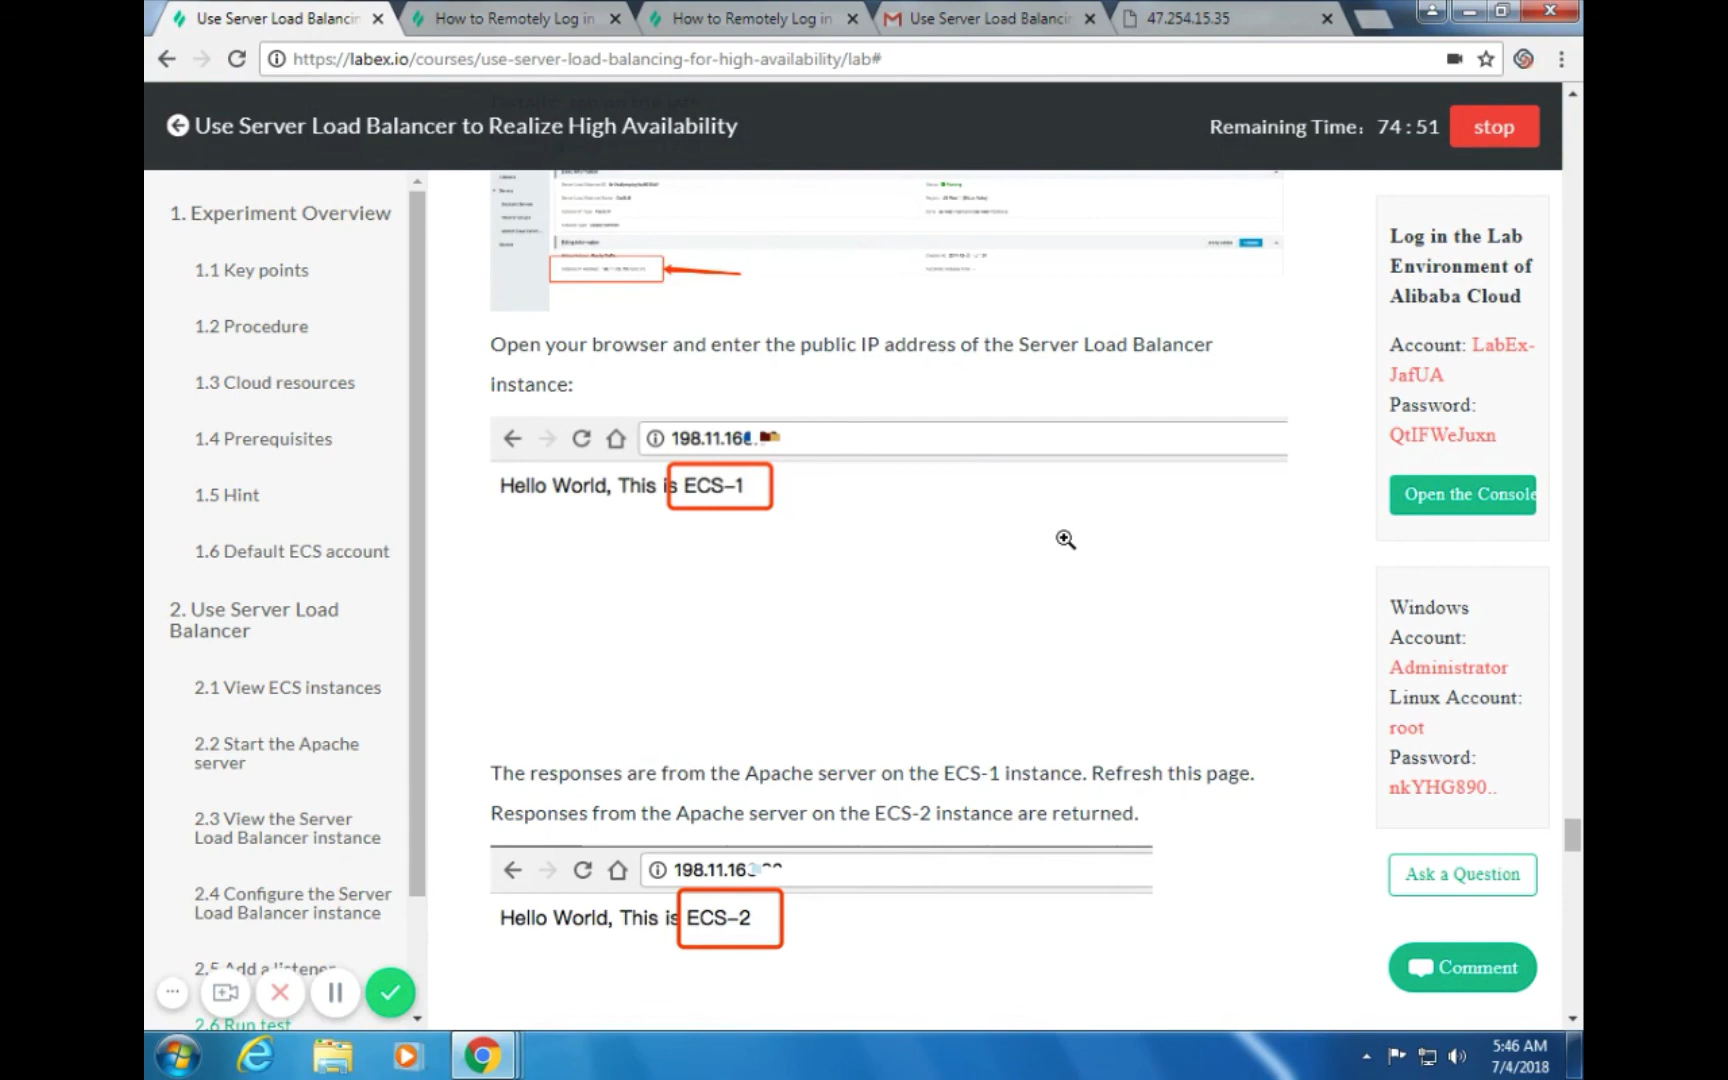 Use Server Load Balancin
How to Remotely Log in
How to Remotely Log in
Use Server Load Balancin
47.254.15.35
https://labex.io/courses/use-server-load-balancing-for-high-availability/lab#
Use Server Load Balancer to Realize High Availability
Remaining Time: 74 : 51
stop
1. Experiment Overview
1.1 Key points
1.2 Procedure
1.3 Cloud resources
1.4 Prerequisites
1.5 Hint
1.6 Default ECS account
2. Use Server Load
Balancer
2.1 View ECS instances
2.2 Start the Apache
server
2.3 View the Server
Load Balancer instance
2.4 Configure the Server
Load Balancer instance
2.5 Add a listener
2.6 Run test
Open your browser and enter the public IP address of the Server Load Balancer
instance:
198.11.16
Hello World, This is ECS-1
The responses are from the Apache server on the ECS-1 instance. Refresh this page.
Responses from the Apache server on the ECS-2 instance are returned.
198.11.16
Hello World, This is ECS-2
Log in the Lab
Environment of
Alibaba Cloud
Account: LabEx-
JafUA
Password:
QtIFWeJuxn
Open the Console
Windows
Account:
Administrator
Linux Account:
root
Password:
nkYHG890..
Ask a Question
Comment
5:46 AM
7/4/2018